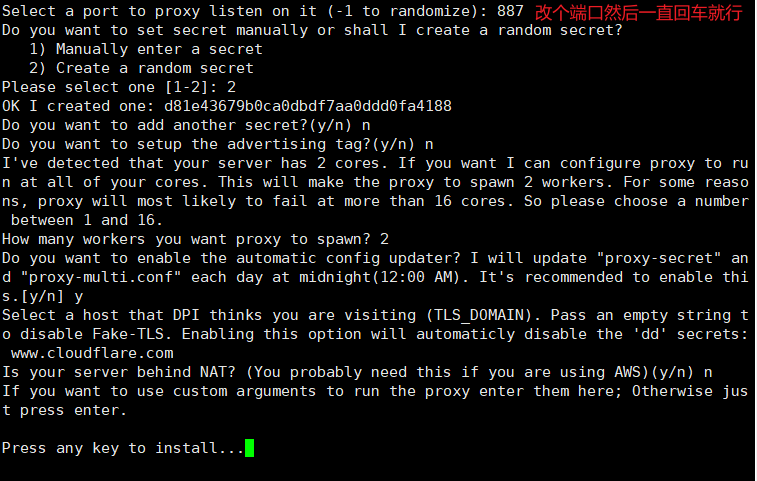 Select a port to proxy listen on it (-1 to randomize): 887 改个端口然后一直回车就行
Do you want to set secret manually or shall I create a random secret?
   1) Manually enter a secret
   2) Create a random secret
Please select one [1-2]: 2
OK I created one: d81e43679b0ca0dbdf7aa0ddd0fa4188
Do you want to add another secret?(y/n) n
Do you want to setup the advertising tag?(y/n) n
I've detected that your server has 2 cores. If you want I can configure proxy to ru
n at all of your cores. This will make the proxy to spawn 2 workers. For some reaso
ns, proxy will most likely to fail at more than 16 cores. So please choose a number
 between 1 and 16.
How many workers you want proxy to spawn? 2
Do you want to enable the automatic config updater? I will update "proxy-secret" an
d "proxy-multi.conf" each day at midnight(12:00 AM). It's recommended to enable thi
s.[y/n] y
Select a host that DPI thinks you are visiting (TLS_DOMAIN). Pass an empty string t
o disable Fake-TLS. Enabling this option will automaticly disable the 'dd' secrets:
 www.cloudflare.com
Is your server behind NAT? (You probably need this if you are using AWS)(y/n) n
If you want to use custom arguments to run the proxy enter them here; Otherwise jus
t press enter.
Press any key to install...